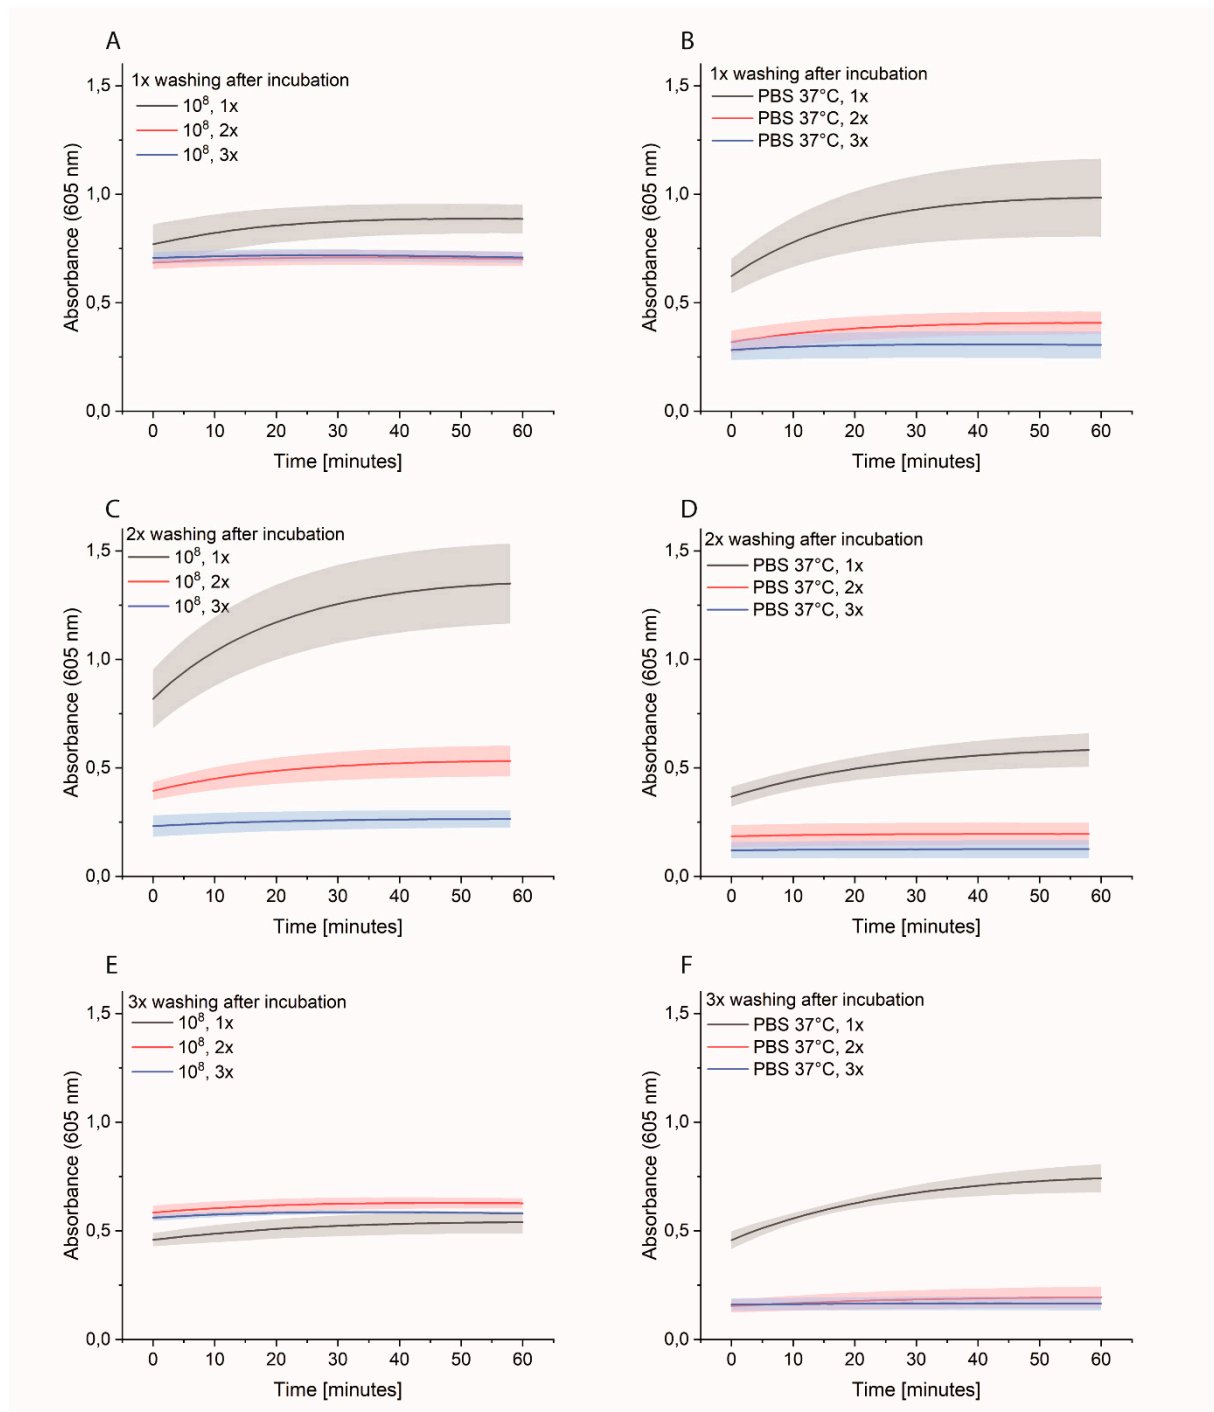 A
1x washing after incubation
10⁸, 1x
10⁸, 2x
10⁸, 3x
Absorbance (605 nm)
1,5
1,0
0,5
0,0
0 10 20 30 40 50 60
Time [minutes]
B
1x washing after incubation
PBS 37°C, 1x
PBS 37°C, 2x
PBS 37°C, 3x
Absorbance (605 nm)
1,5
1,0
0,5
0,0
0 10 20 30 40 50 60
Time [minutes]
C
2x washing after incubation
10⁸, 1x
10⁸, 2x
10⁸, 3x
Absorbance (605 nm)
1,5
1,0
0,5
0,0
0 10 20 30 40 50 60
Time [minutes]
D
2x washing after incubation
PBS 37°C, 1x
PBS 37°C, 2x
PBS 37°C, 3x
Absorbance (605 nm)
1,5
1,0
0,5
0,0
0 10 20 30 40 50 60
Time [minutes]
E
3x washing after incubation
10⁸, 1x
10⁸, 2x
10⁸, 3x
Absorbance (605 nm)
1,5
1,0
0,5
0,0
0 10 20 30 40 50 60
Time [minutes]
F
3x washing after incubation
PBS 37°C, 1x
PBS 37°C, 2x
PBS 37°C, 3x
Absorbance (605 nm)
1,5
1,0
0,5
0,0
0 10 20 30 40 50 60
Time [minutes]